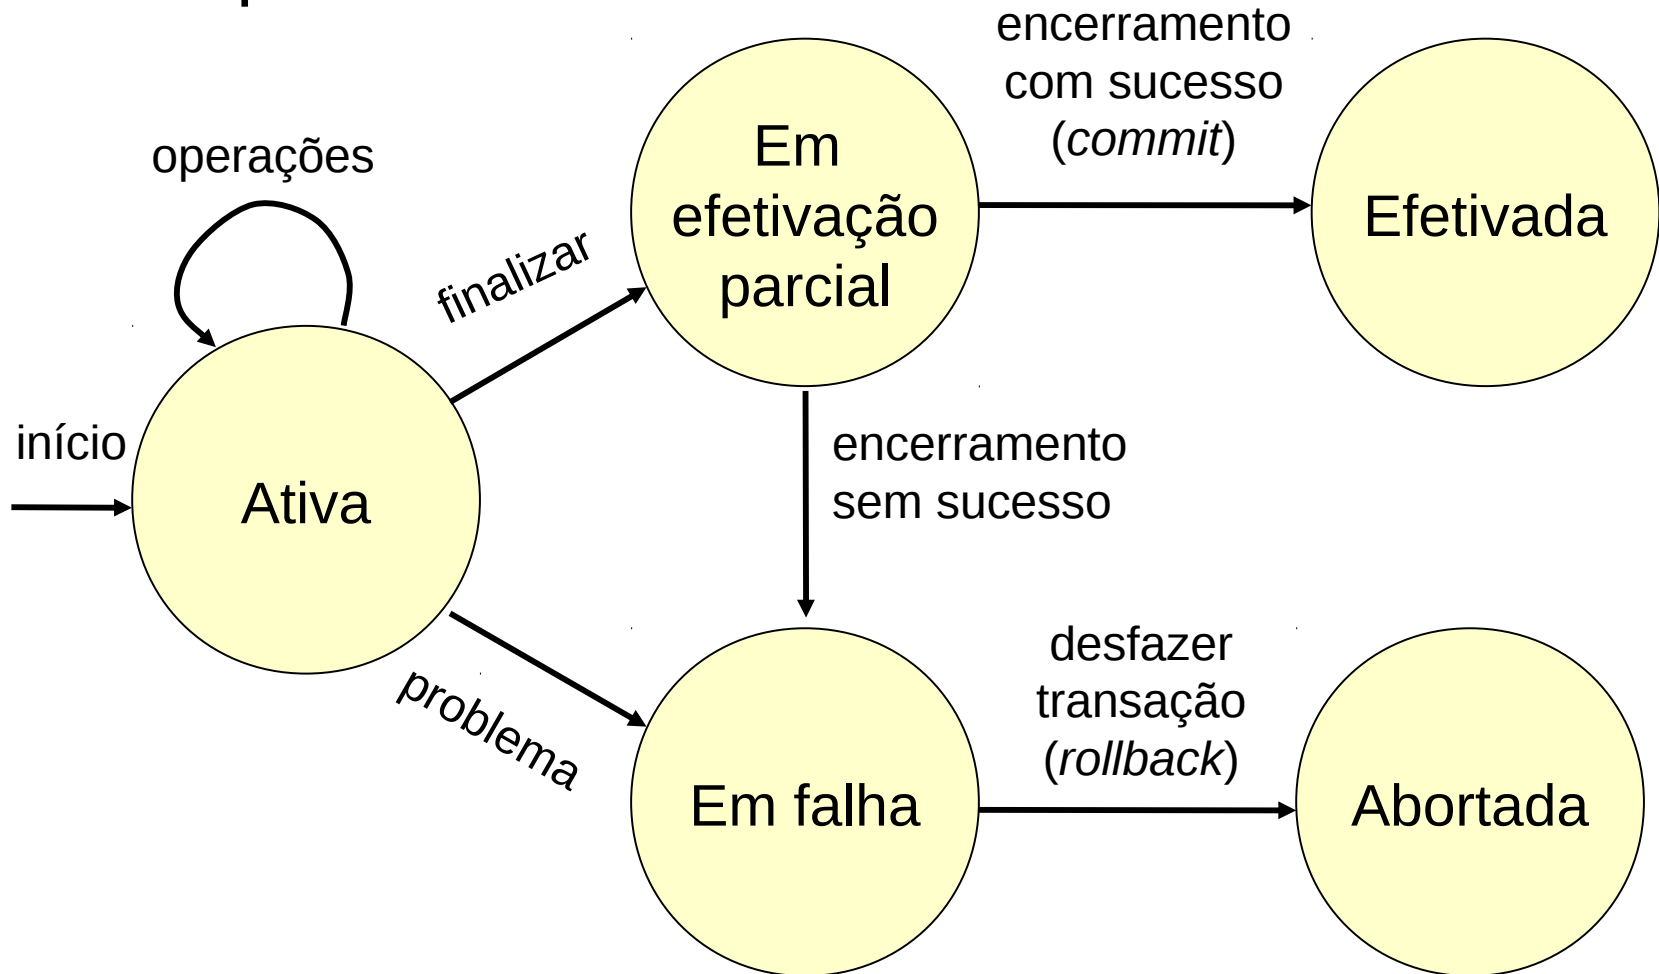 encerramento
com sucesso
(commit)
operações
Em
efetivação
parcial
Efetivada
finalizar
início
Ativa
encerramento
sem sucesso
problema
desfazer
transação
(rollback)
Em falha
Abortada